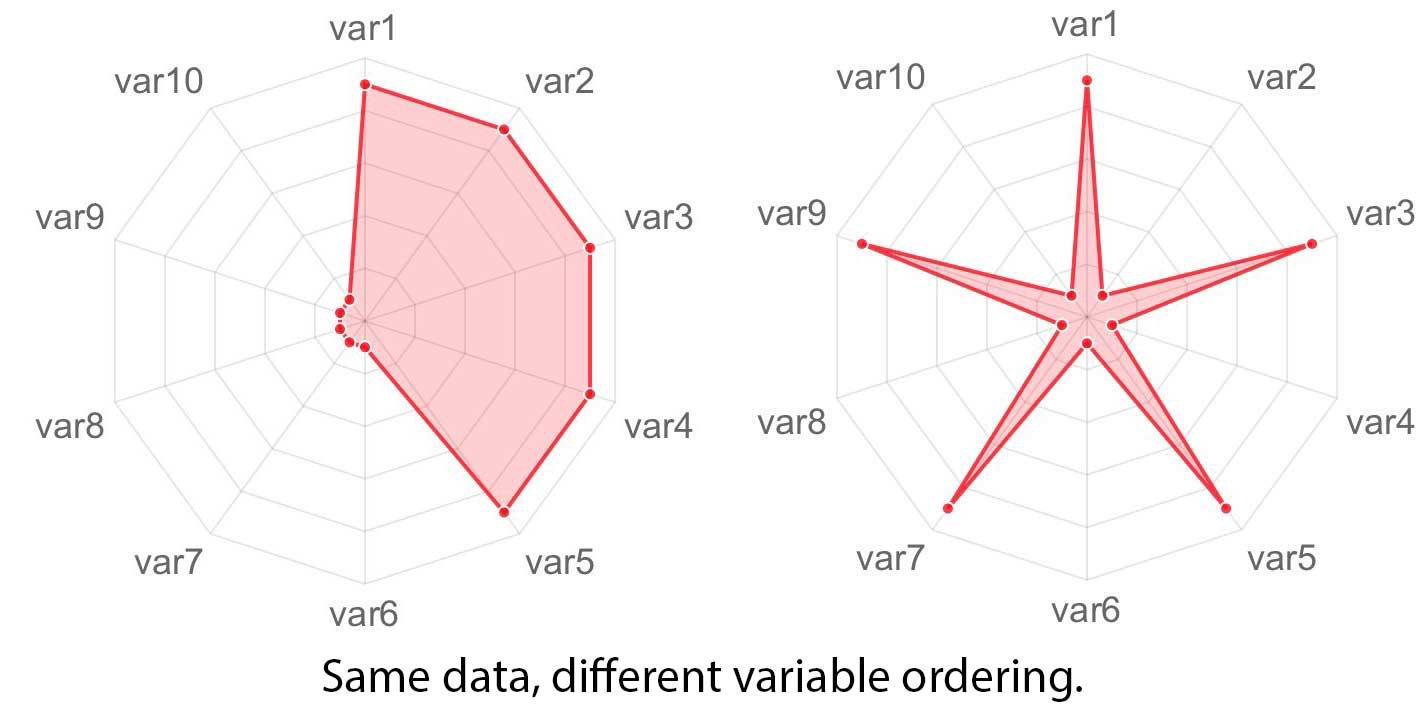 var1
var2
var3
var4
var5
var6
var7
var8
var9
var10
var1
var2
var3
var4
var5
var6
var7
var8
var9
var10
Same data, different variable ordering.